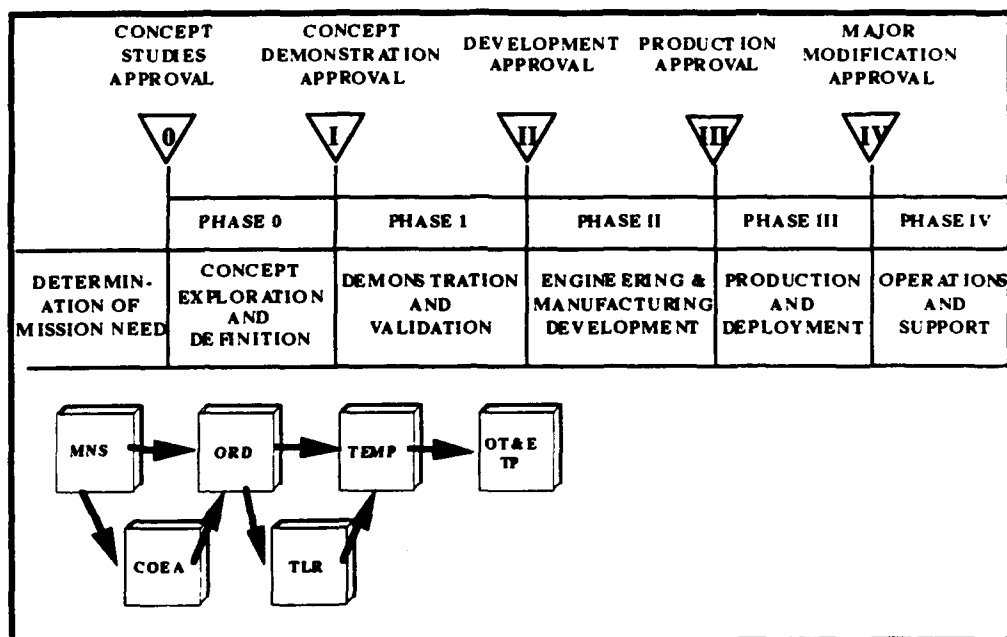 CONCEPT
STUDIES
APPROVAL
CONCEPT
DEMONSTRATION
APPROVAL
DEVELOPMENT
APPROVAL
PRODUCTION
APPROVAL
MAJOR
MODIFICATION
APPROVAL
0
I
II
III
IV
PHASE 0
PHASE 1
PHASE II
PHASE III
PHASE IV
DETERMIN-
ATION OF
MISSION NEED
CONCEPT
EXPLORATION
AND
DEFINITION
DEMONSTRATION
AND
VALIDATION
ENGINEERING &
MANUFACTURING
DEVELOPMENT
PRODUCTION
AND
DEPLOYMENT
OPERATIONS
AND
SUPPORT
MNS
ORD
TEMP
OT&E
TP
COEA
TLR